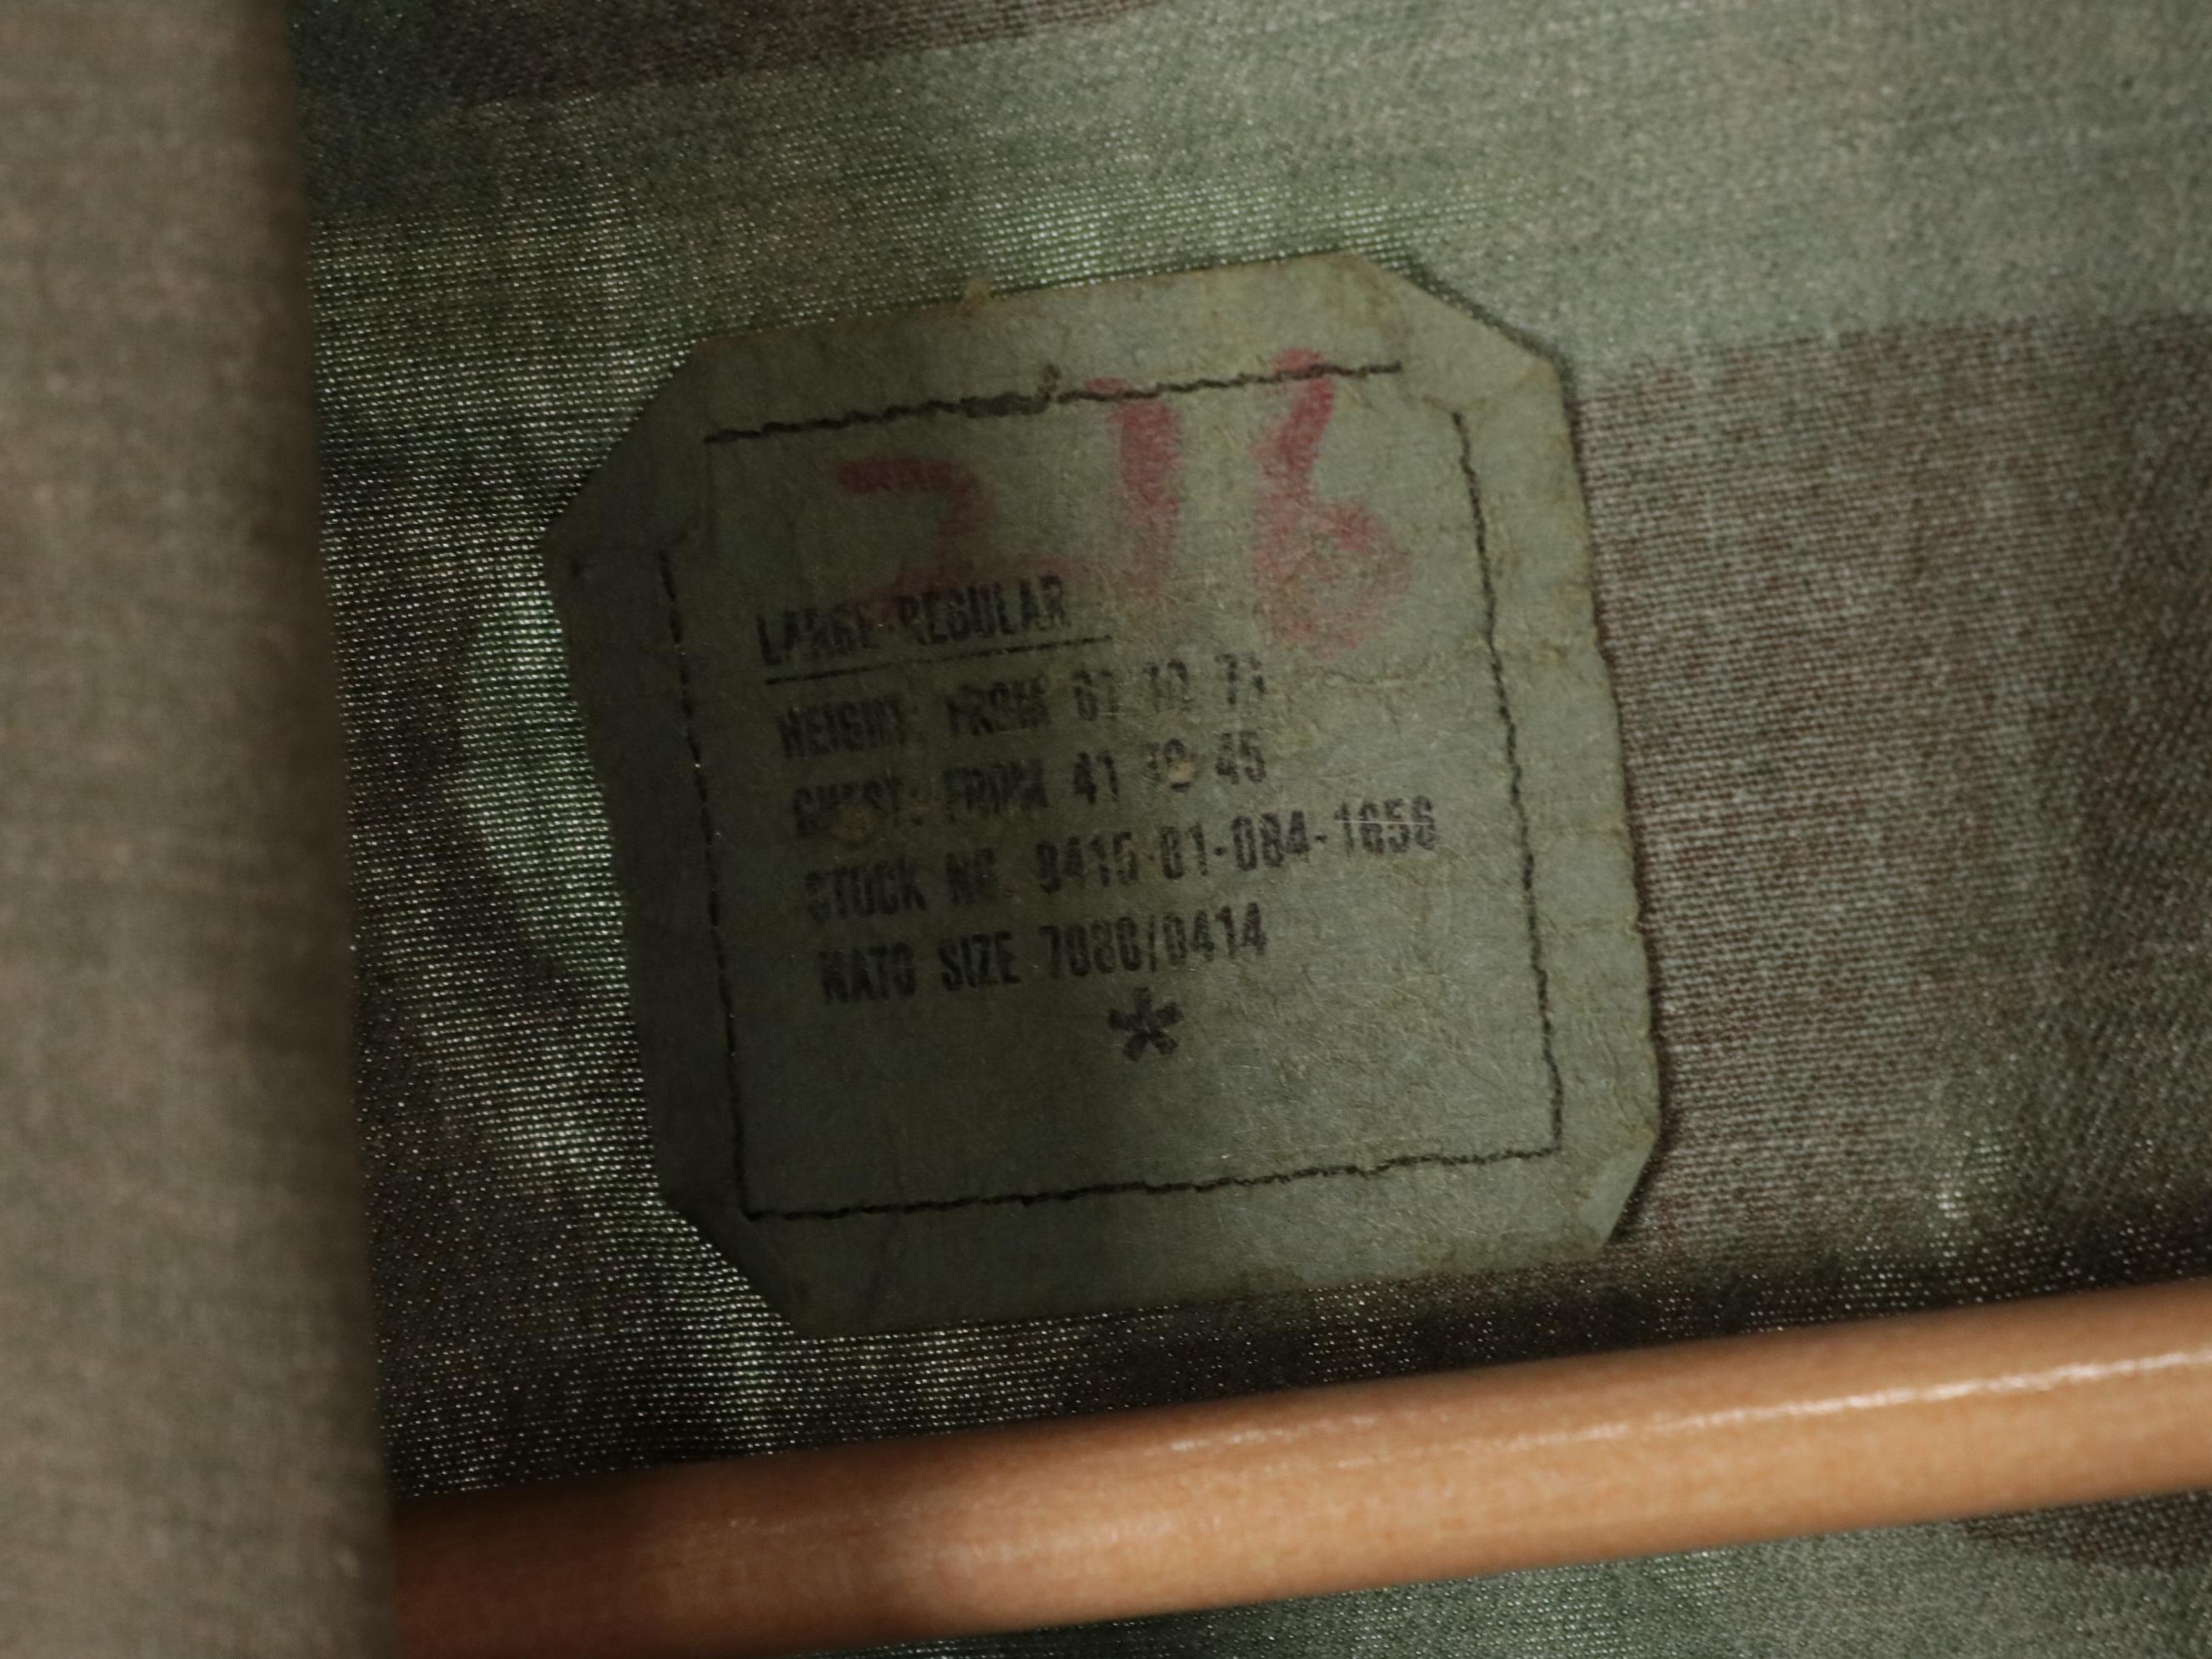 216
LARGE-REGULAR
HEIGHT: FROM 67 TO 71
CHEST: FROM 41 TO 45
STOCK NO. 8415-01-084-1656
NATO SIZE 7080/0414
*